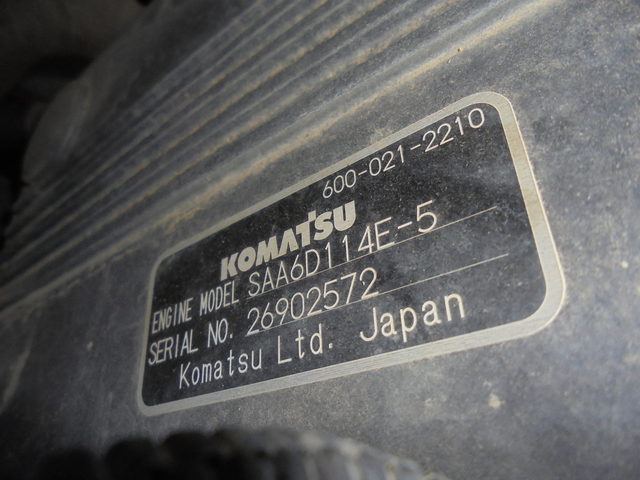 600-021-2210
KOMATSU
ENGINE MODEL SAA6D114E-5
SERIAL NO. 26902572
Komatsu Ltd. Japan